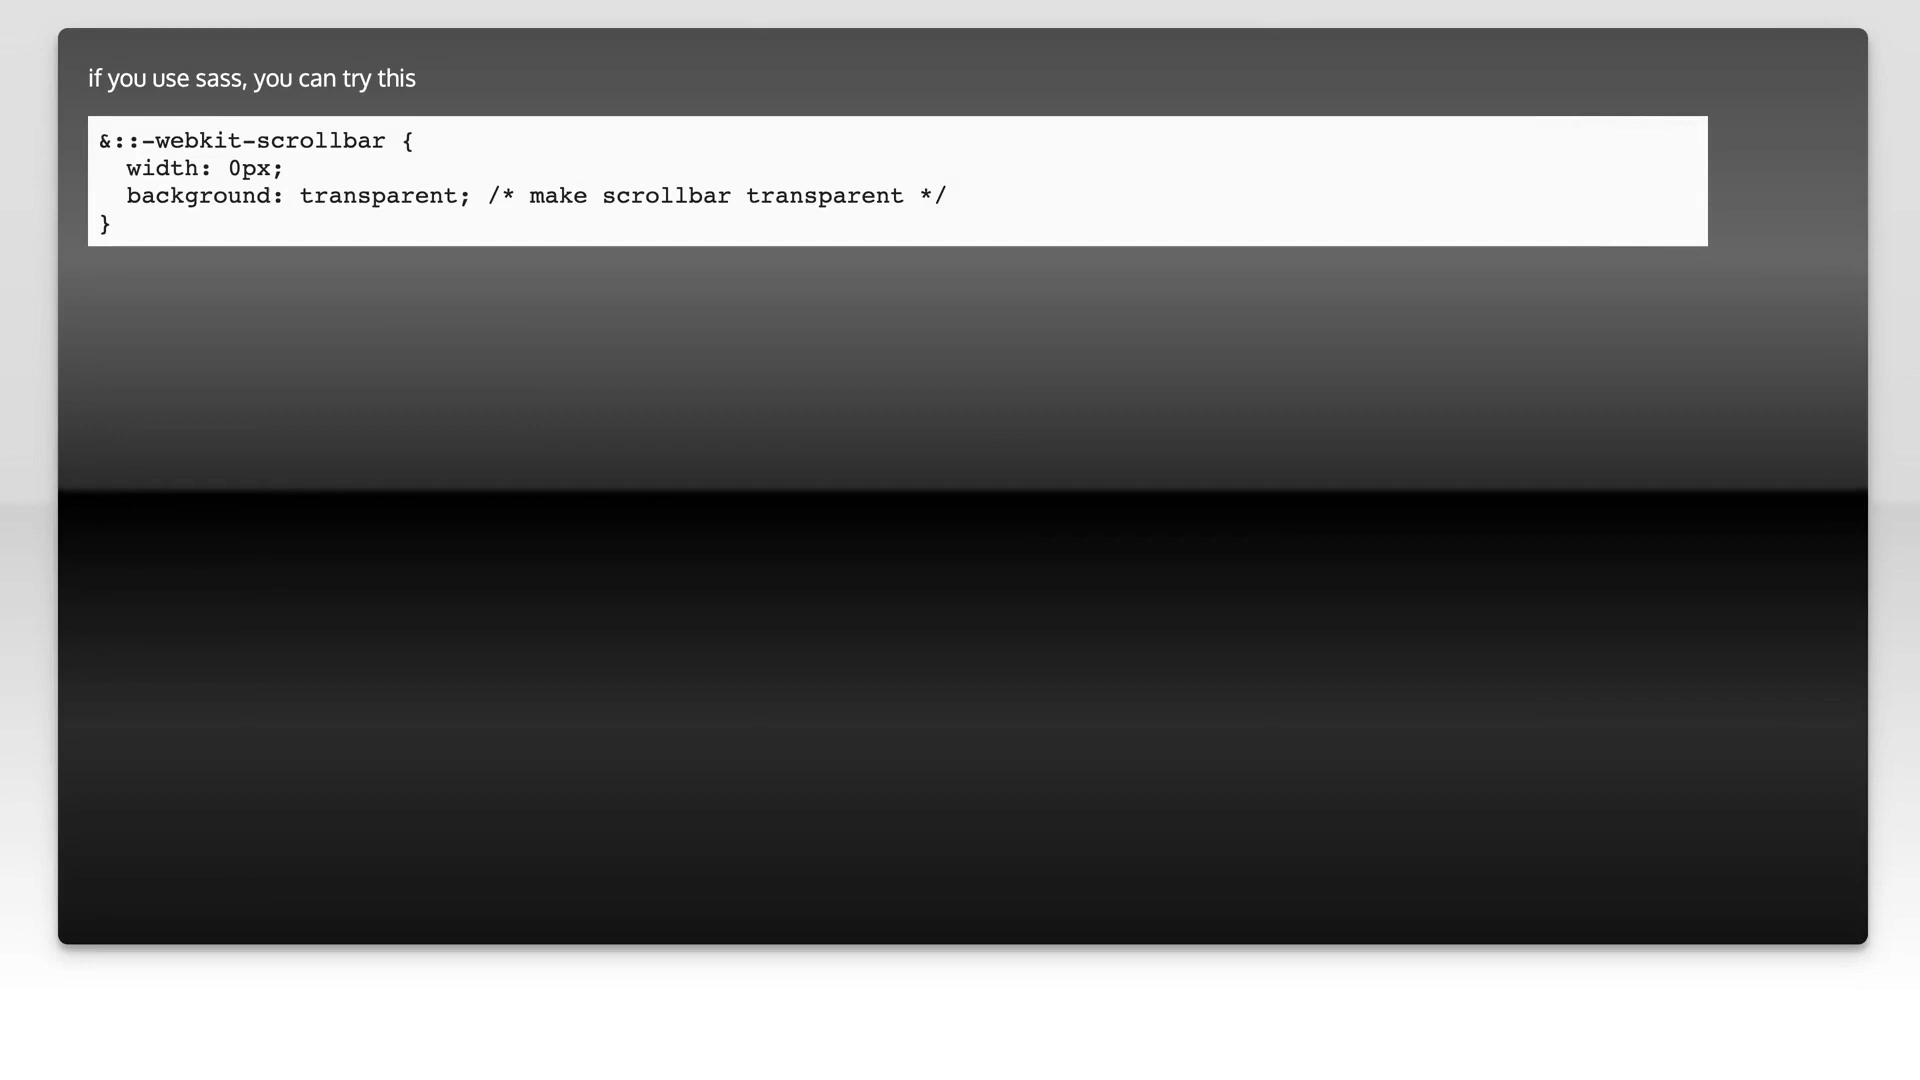 if you use sass, you can try this
&::-webkit-scrollbar {
  width: 0px;
  background: transparent; /* make scrollbar transparent */
}